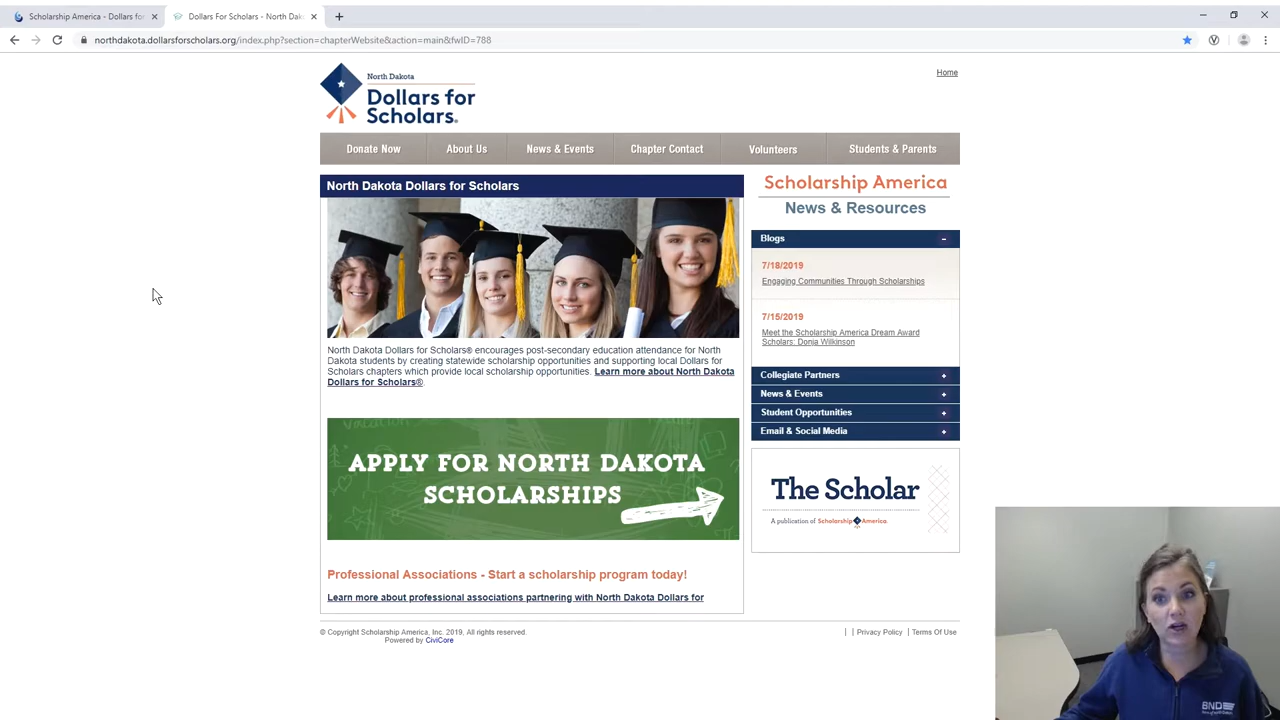 Scholarship America - Dollars for
Dollars For Scholars - North Dak
northdakota.dollarsforscholars.org/index.php?section=chapterWebsite&action=main&fwID=788
North Dakota
Dollars for
Scholars®
Home
Donate Now
About Us
News & Events
Chapter Contact
Volunteers
Students & Parents
North Dakota Dollars for Scholars
North Dakota Dollars for Scholars® encourages post-secondary education attendance for North
Dakota students by creating statewide scholarship opportunities and supporting local Dollars for
Scholars chapters which provide local scholarship opportunities. Learn more about North Dakota
Dollars for Scholars®.
APPLY FOR NORTH DAKOTA
SCHOLARSHIPS
Professional Associations - Start a scholarship program today!
Learn more about professional associations partnering with North Dakota Dollars for
Scholarship America
News & Resources
Blogs
7/18/2019
Engaging Communities Through Scholarships
7/15/2019
Meet the Scholarship America Dream Award
Scholars: Donja Wilkinson
Collegiate Partners
News & Events
Student Opportunities
Email & Social Media
The Scholar
A publication of Scholarship America.
© Copyright Scholarship America, Inc. 2019, All rights reserved.
Powered by CiviCore
| | Privacy Policy | Terms Of Use
BND